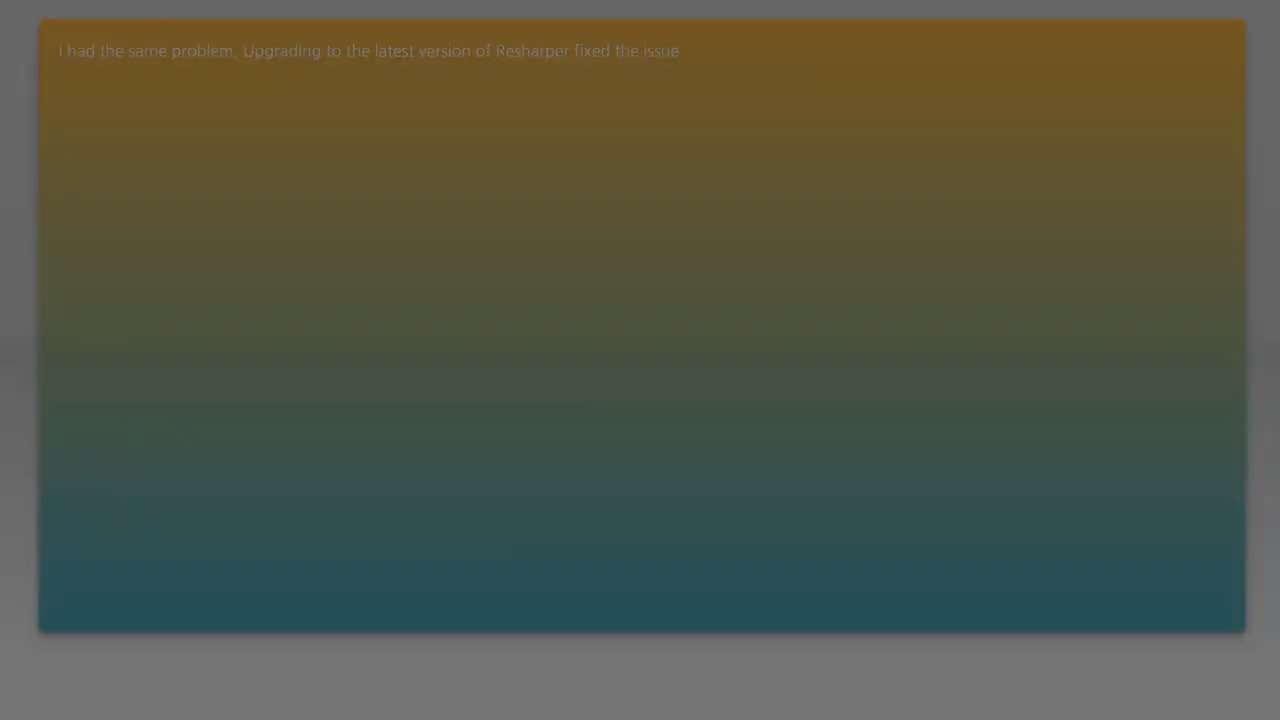 I had the same problem. Upgrading to the latest version of Resharper fixed the issue